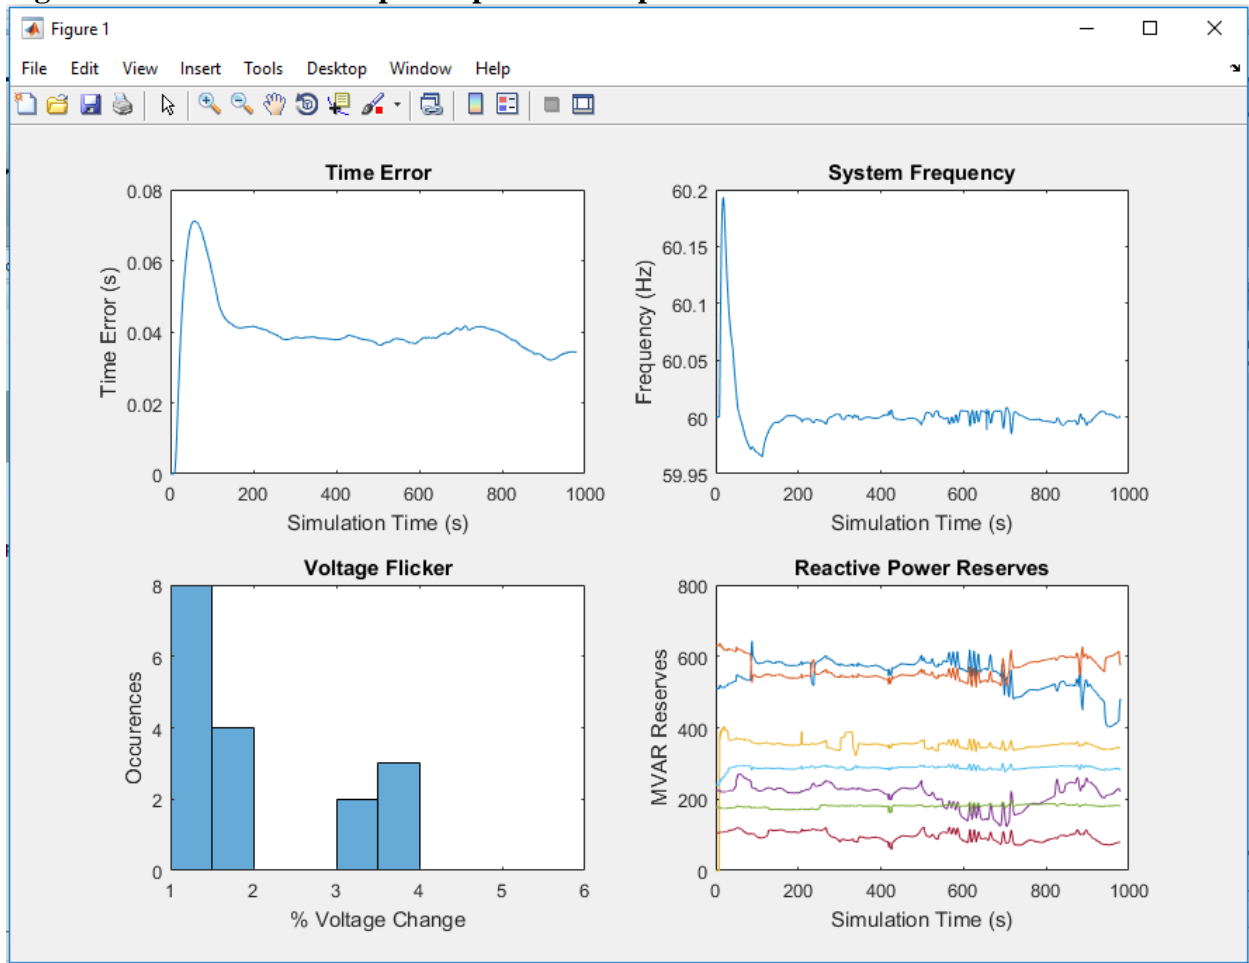 Figure 1
File Edit View Insert Tools Desktop Window Help
Time Error
0.08
0.06
0.04
0.02
0
Time Error (s)
0 200 400 600 800 1000
Simulation Time (s)
System Frequency
60.2
60.15
60.1
60.05
60
59.95
Frequency (Hz)
0 200 400 600 800 1000
Simulation Time (s)
Voltage Flicker
8
6
4
2
0
Occurences
1 2 3 4 5 6
% Voltage Change
Reactive Power Reserves
800
600
400
200
0
MVAR Reserves
0 200 400 600 800 1000
Simulation Time (s)